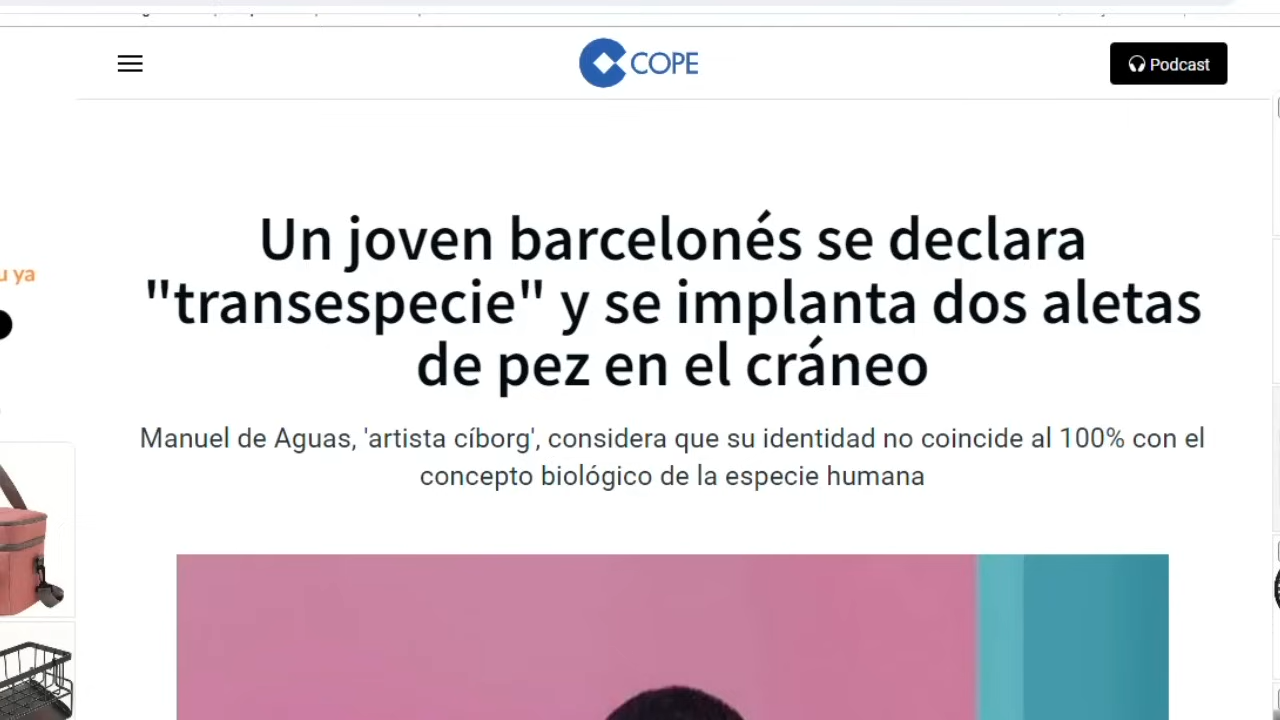 COPE
Podcast
Un joven barcelonés se declara
"transespecie" y se implanta dos aletas
de pez en el cráneo
Manuel de Aguas, 'artista cíborg', considera que su identidad no coincide al 100% con el
concepto biológico de la especie humana
ya